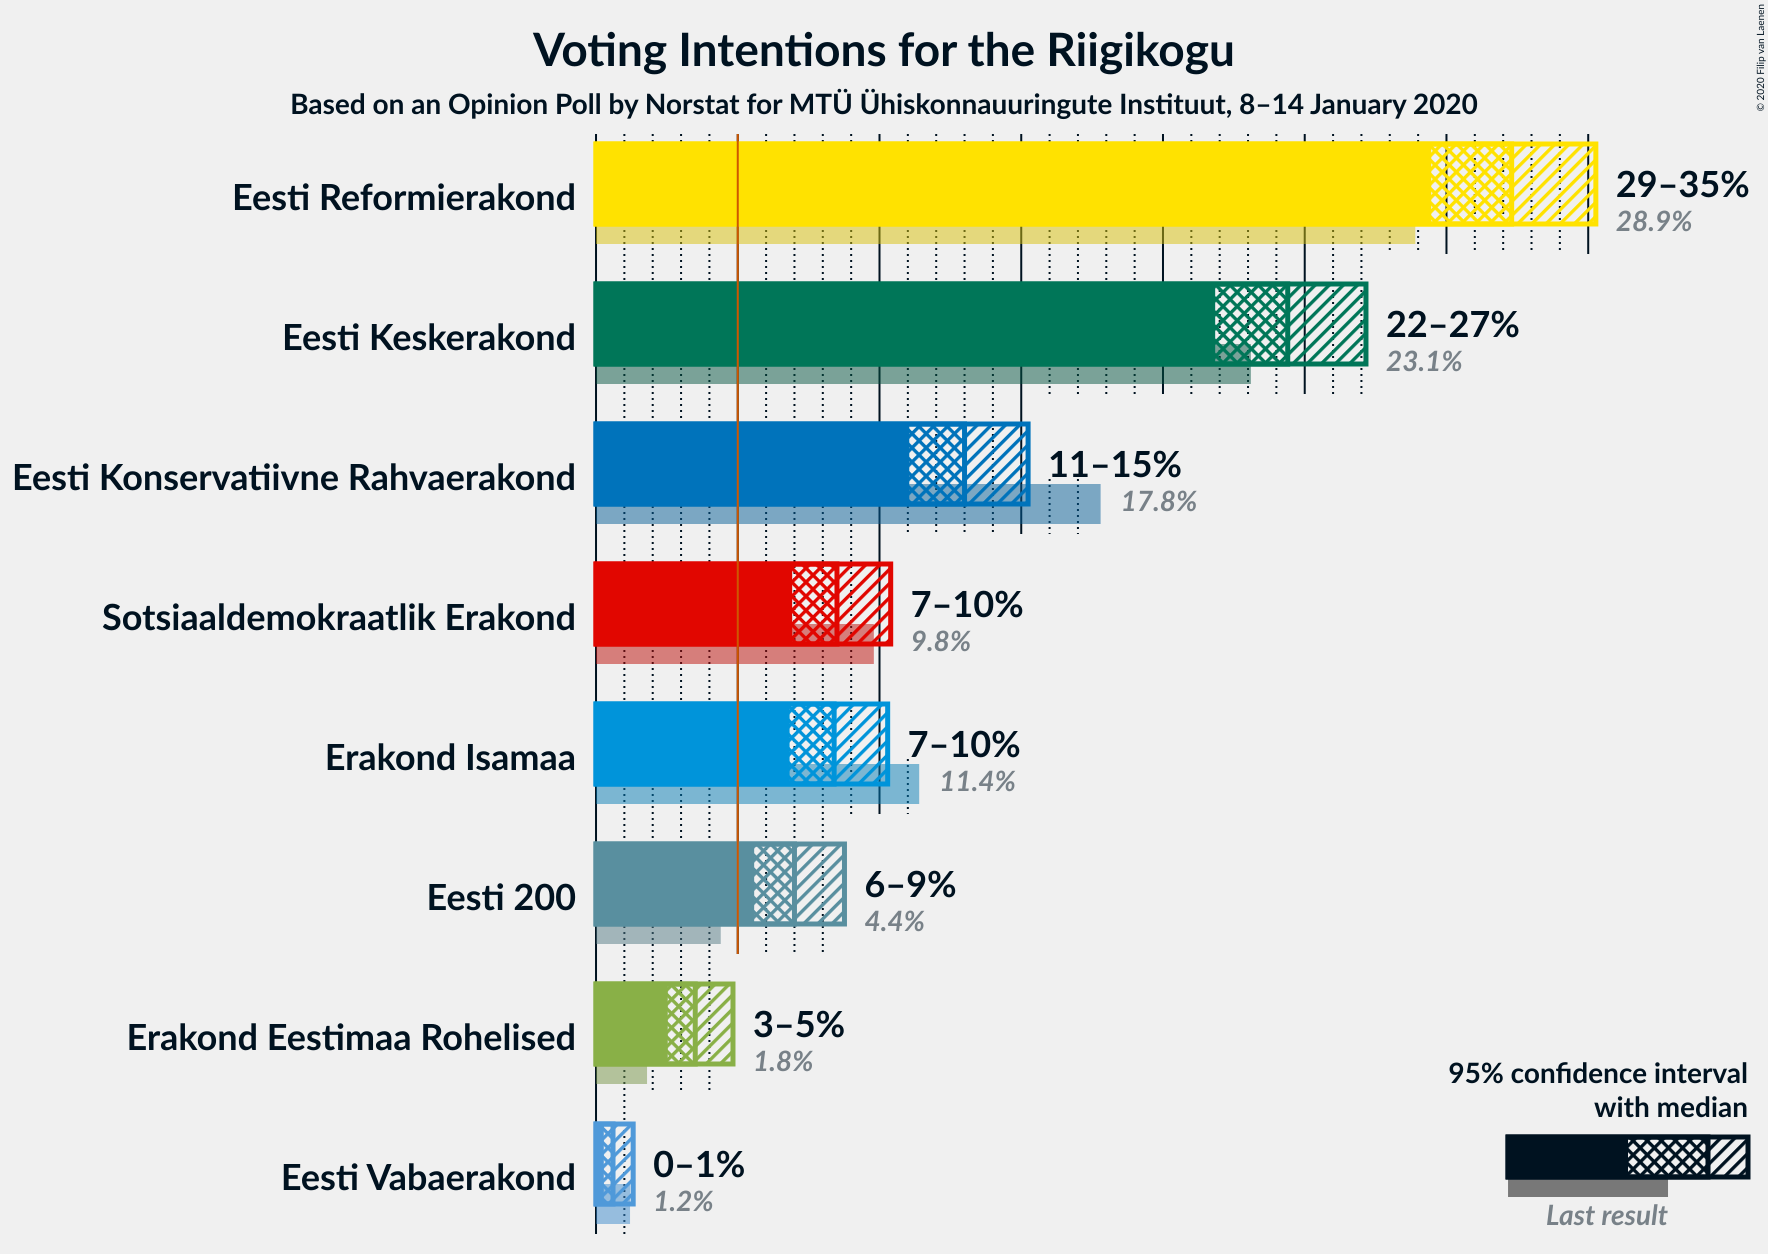 Voting Intentions for the Riigikogu
Based on an Opinion Poll by Norstat for MTÜ Ühiskonnauuringute Instituut, 8–14 January 2020
© 2020 Filip van Laenen
Eesti Reformierakond
29–35%
28.9%
Eesti Keskerakond
22–27%
23.1%
Eesti Konservatiivne Rahvaerakond
11–15%
17.8%
Sotsiaaldemokraatlik Erakond
7–10%
9.8%
Erakond Isamaa
7–10%
11.4%
Eesti 200
6–9%
4.4%
Erakond Eestimaa Rohelised
3–5%
1.8%
Eesti Vabaerakond
0–1%
1.2%
95% confidence interval
with median
Last result